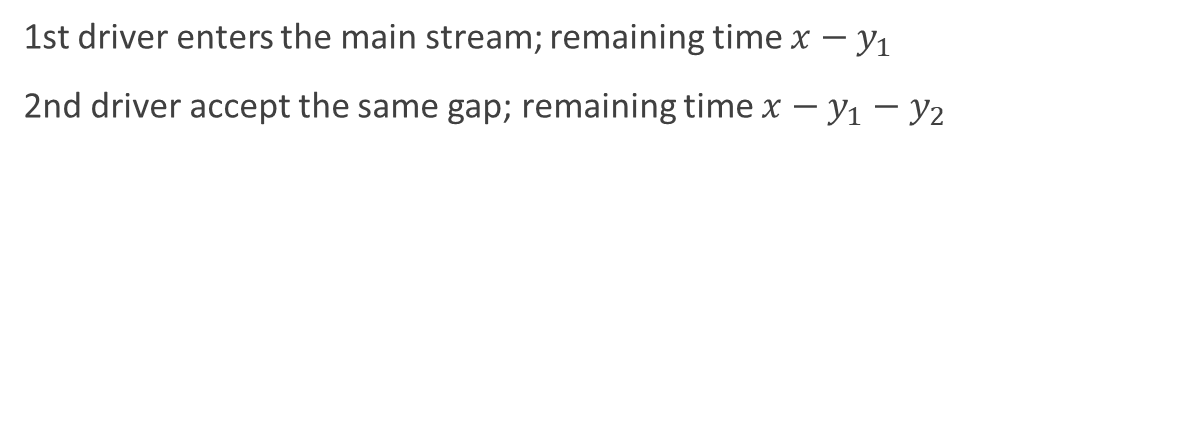 1st driver enters the main stream; remaining time x − y₁
2nd driver accept the same gap; remaining time x − y₁ − y₂